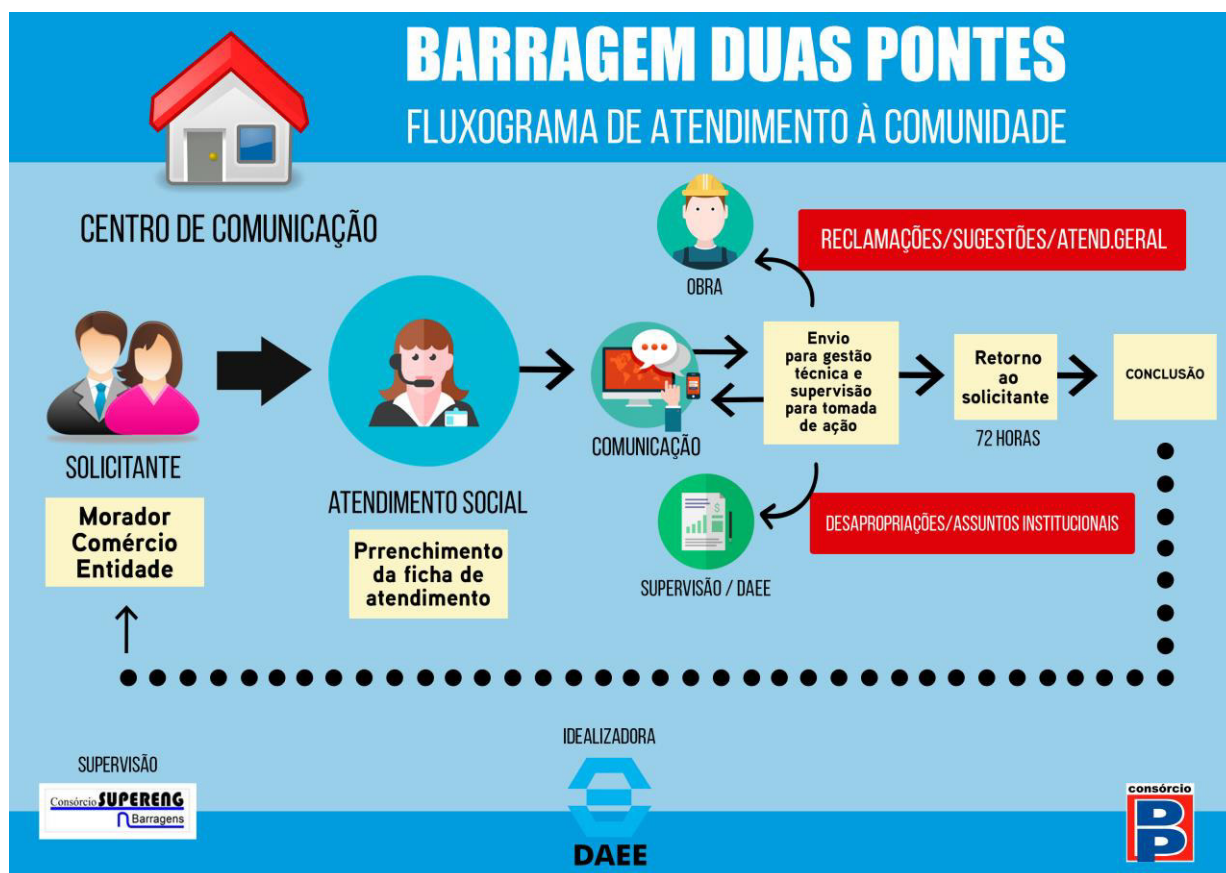 BARRAGEM DUAS PONTES
FLUXOGRAMA DE ATENDIMENTO À COMUNIDADE
CENTRO DE COMUNICAÇÃO
OBRA
RECLAMAÇÕES/SUGESTÕES/ATEND.GERAL
SOLICITANTE
Morador
Comércio
Entidade
ATENDIMENTO SOCIAL
Prrenchimento
da ficha de
atendimento
COMUNICAÇÃO
Envio
para gestão
técnica e
supervisão
para tomada
de ação
Retorno
ao
solicitante
72 HORAS
CONCLUSÃO
SUPERVISÃO / DAEE
DESAPROPRIAÇÕES/ASSUNTOS INSTITUCIONAIS
SUPERVISÃO
Consórcio SUPERENG
Barragens
IDEALIZADORA
DAEE
consórcio
BP